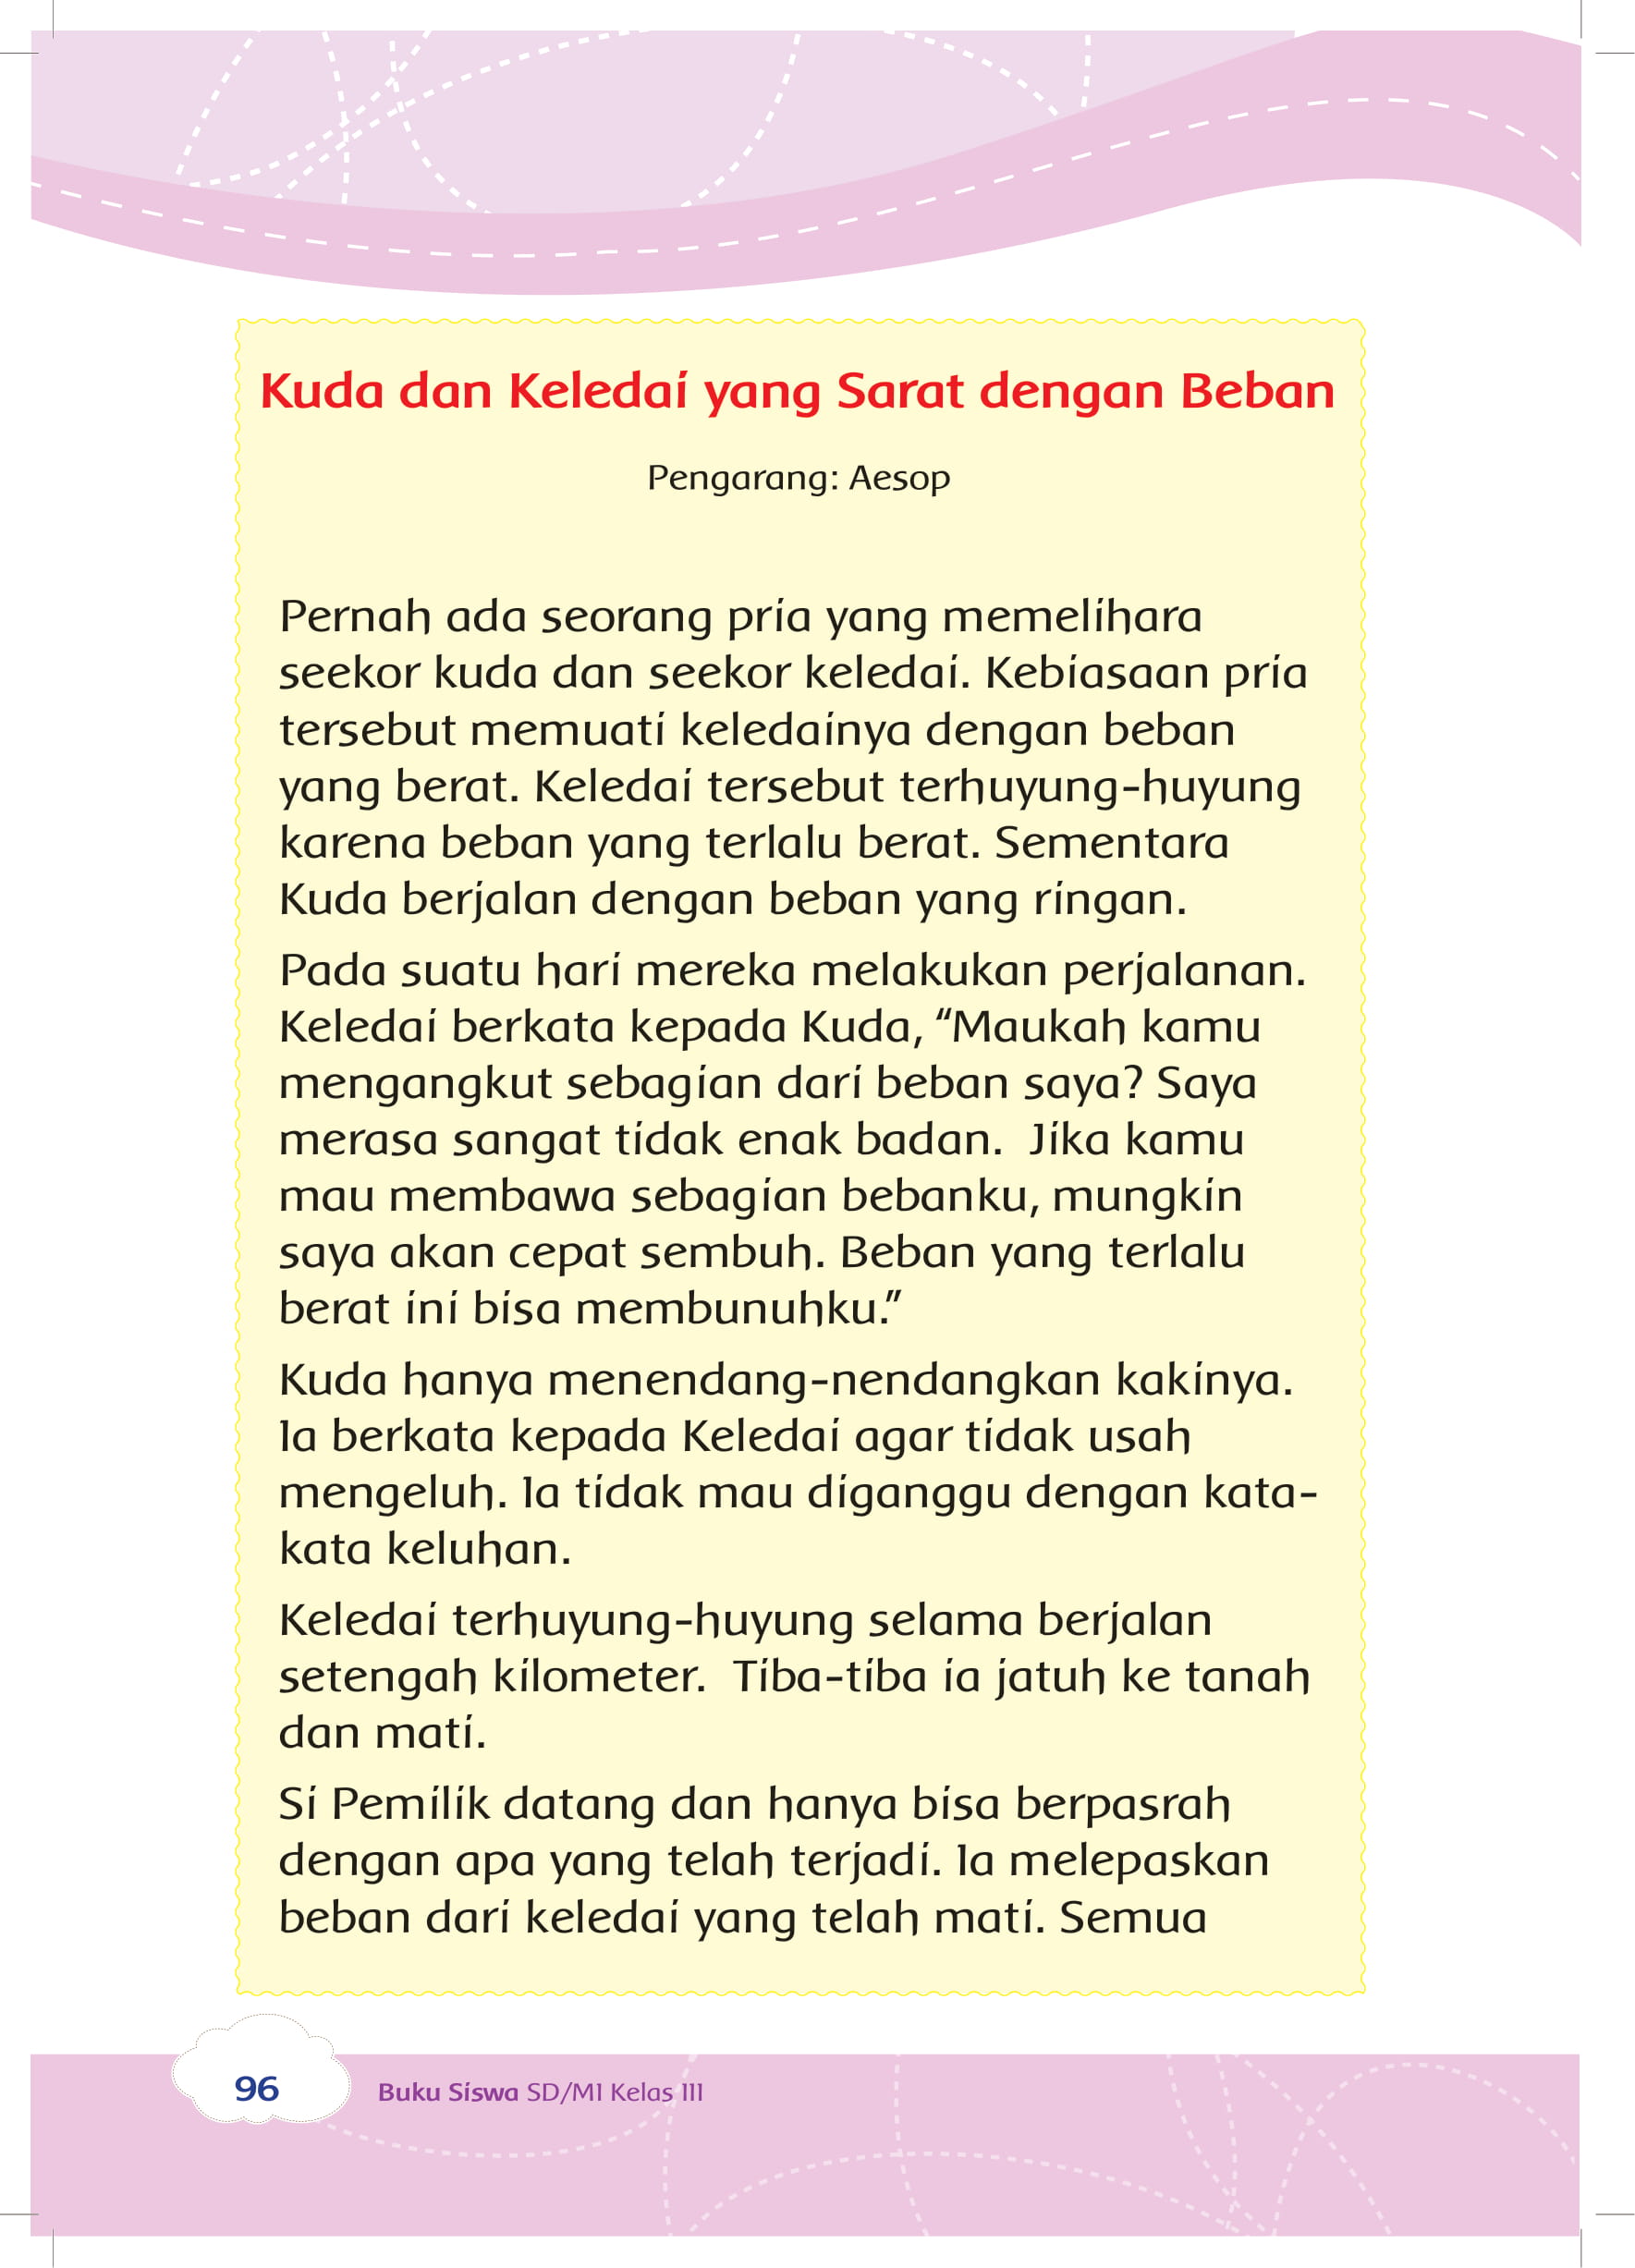 Kuda dan Keledai yang Sarat dengan Beban
Pengarang: Aesop
Pernah ada seorang pria yang memelihara
seekor kuda dan seekor keledai. Kebiasaan pria
tersebut memuati keledainya dengan beban
yang berat. Keledai tersebut terhuyung-huyung
karena beban yang terlalu berat. Sementara
Kuda berjalan dengan beban yang ringan.
Pada suatu hari mereka melakukan perjalanan.
Keledai berkata kepada Kuda, “Maukah kamu
mengangkut sebagian dari beban saya? Saya
merasa sangat tidak enak badan.  Jika kamu
mau membawa sebagian bebanku, mungkin
saya akan cepat sembuh. Beban yang terlalu
berat ini bisa membunuhku.”
Kuda hanya menendang-nendangkan kakinya.
Ia berkata kepada Keledai agar tidak usah
mengeluh. Ia tidak mau diganggu dengan kata-
kata keluhan.
Keledai terhuyung-huyung selama berjalan
setengah kilometer.  Tiba-tiba ia jatuh ke tanah
dan mati.
Si Pemilik datang dan hanya bisa berpasrah
dengan apa yang telah terjadi. Ia melepaskan
beban dari keledai yang telah mati. Semua
96
Buku Siswa SD/MI Kelas III